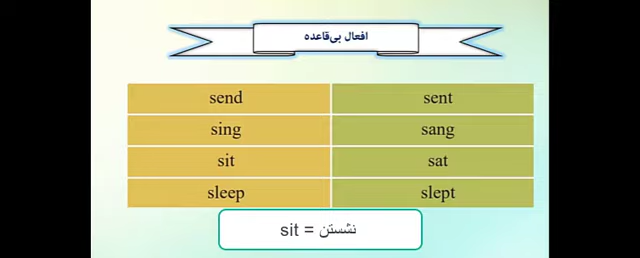 افعال بی‌قاعده
send sent
sing sang
sit sat
sleep slept
sit = نشستن